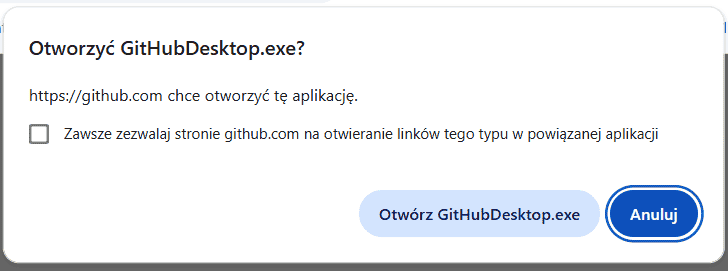 Otworzyć GitHubDesktop.exe?
https://github.com chce otworzyć tę aplikację.
Zawsze zezwalaj stronie github.com na otwieranie linków tego typu w powiązanej aplikacji
Otwórz GitHubDesktop.exe
Anuluj